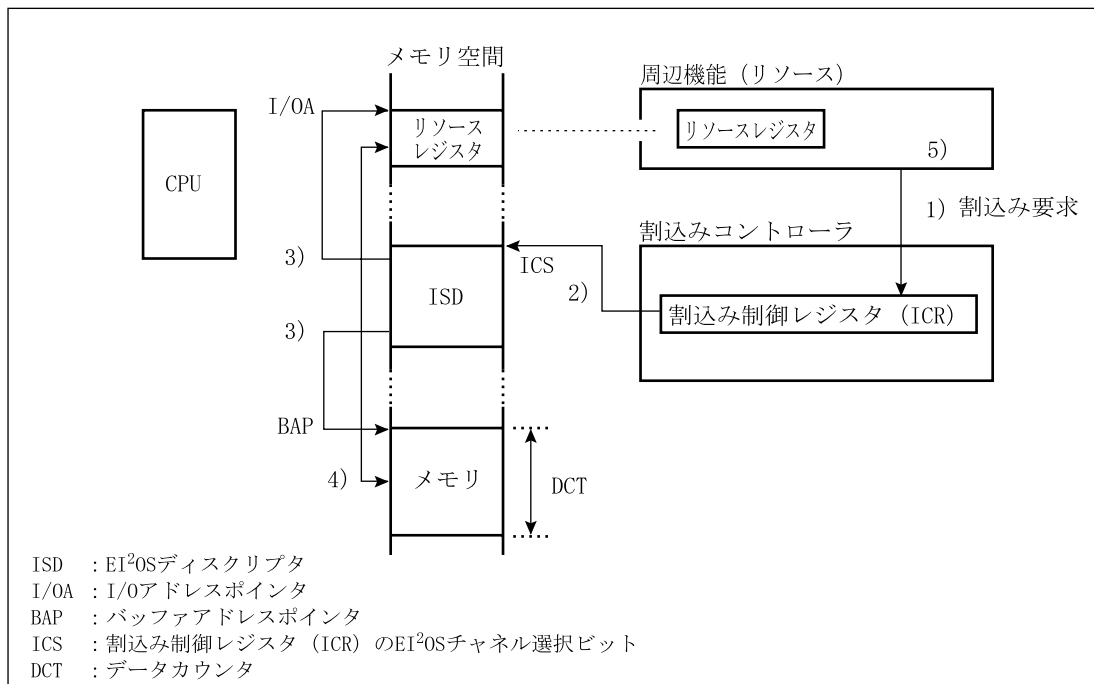 メモリ空間
周辺機能（リソース）
I/OA
リソース
レジスタ
リソースレジスタ
5)
CPU
1) 割込み要求
割込みコントローラ
3)
ICS
2)
ISD
割込み制御レジスタ（ICR）
3)
BAP
4)
メモリ
DCT
ISD ：EI²OSディスクリプタ
I/OA ：I/Oアドレスポインタ
BAP ：バッファアドレスポインタ
ICS ：割込み制御レジスタ（ICR）のEI²OSチャネル選択ビット
DCT ：データカウンタ